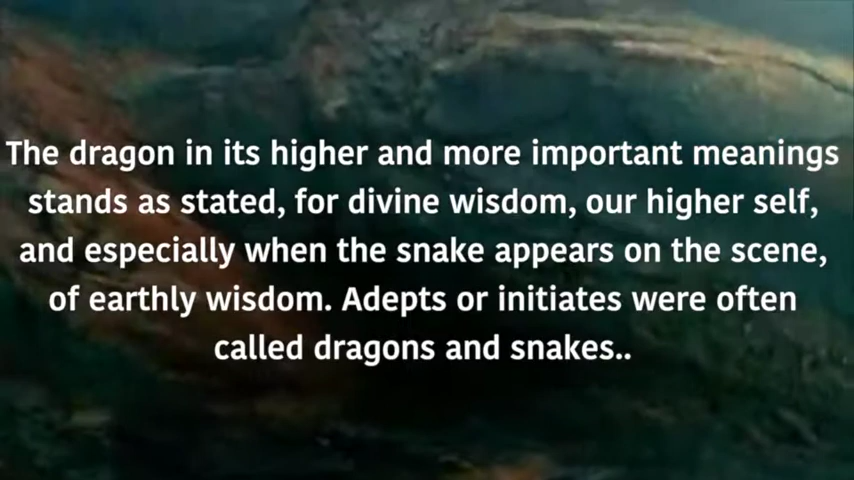 The dragon in its higher and more important meanings
stands as stated, for divine wisdom, our higher self,
and especially when the snake appears on the scene,
of earthly wisdom. Adepts or initiates were often
called dragons and snakes..